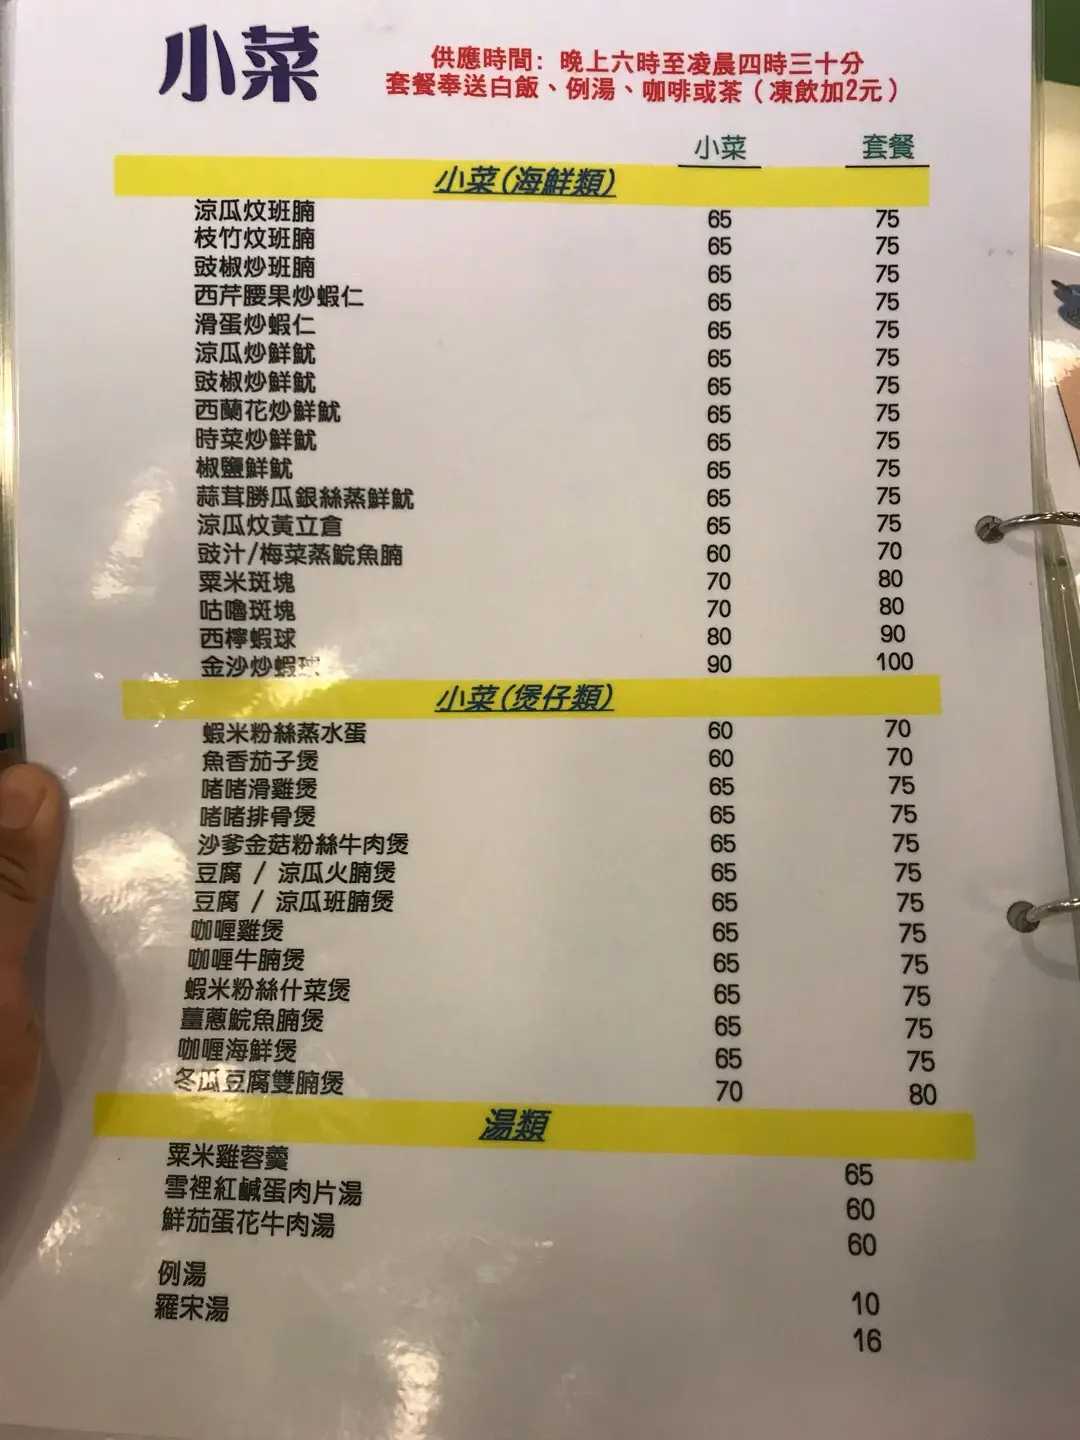 小菜
供應時間：晚上六時至凌晨四時三十分
套餐奉送白飯、例湯、咖啡或茶（凍飲加2元）
小菜 套餐
小菜(海鮮類)
涼瓜炆班腩 65 75
枝竹炆班腩 65 75
豉椒炒班腩 65 75
西芹腰果炒蝦仁 65 75
滑蛋炒蝦仁 65 75
涼瓜炒鮮魷 65 75
豉椒炒鮮魷 65 75
西蘭花炒鮮魷 65 75
時菜炒鮮魷 65 75
椒鹽鮮魷 65 75
蒜茸勝瓜銀絲蒸鮮魷 65 75
涼瓜炆黃立倉 65 75
豉汁/梅菜蒸鯇魚腩 60 70
粟米斑塊 70 80
咕嚕斑塊 70 80
西檸蝦球 80 90
金沙炒蝦球 90 100
小菜(煲仔類)
蝦米粉絲蒸水蛋 60 70
魚香茄子煲 60 70
啫啫滑雞煲 65 75
啫啫排骨煲 65 75
沙爹金菇粉絲牛肉煲 65 75
豆腐 / 涼瓜火腩煲 65 75
豆腐 / 涼瓜班腩煲 65 75
咖喱雞煲 65 75
咖喱牛腩煲 65 75
蝦米粉絲什菜煲 65 75
薑蔥鯇魚腩煲 65 75
咖喱海鮮煲 65 75
冬瓜豆腐雙腩煲 70 80
湯類
粟米雞蓉羹 65
雪裡紅鹹蛋肉片湯 60
鮮茄蛋花牛肉湯 60
例湯 10
羅宋湯 16